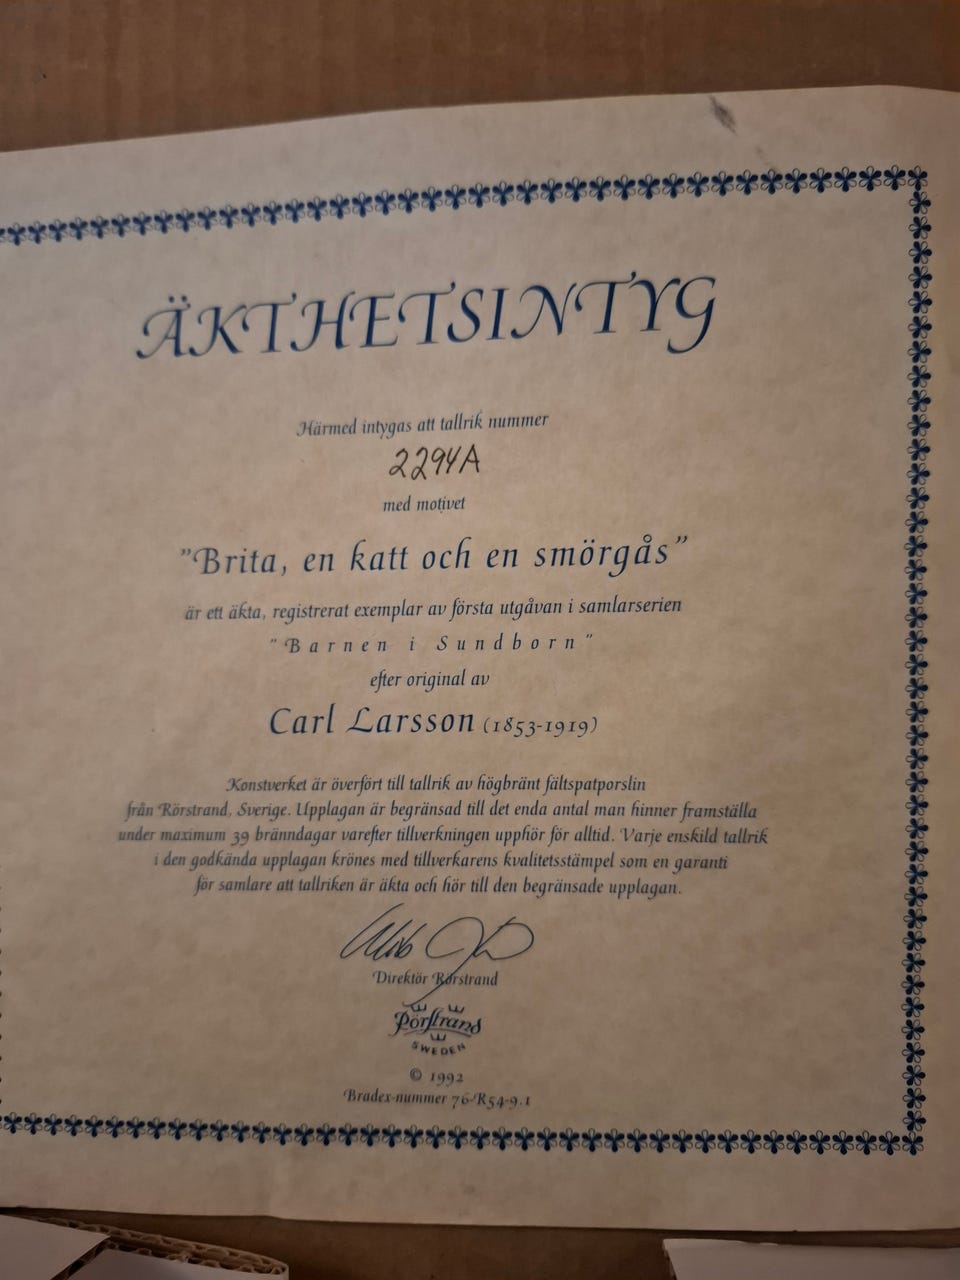 ÄKTHETSINTYG
Härmed intygas att tallrik nummer
2294A
med motivet
"Brita, en katt och en smörgås"
är ett äkta, registrerat exemplar av första utgåvan i samlarserien
"Barnen i Sundborn"
efter original av
Carl Larsson (1853-1919)
Konstverket är överfört till tallrik av högbränt fältspatporslin
från Rörstrand, Sverige. Upplagan är begränsad till det enda antal man hinner framställa
under maximum 39 bränndagar varefter tillverkningen upphör för alltid. Varje enskild tallrik
i den godkända upplagan krönes med tillverkarens kvalitetsstämpel som en garanti
för samlare att tallriken är äkta och hör till den begränsade upplagan.
Direktör Rörstrand
Rörstrand
SWEDEN
© 1992
Bradex-nummer 76-R54-9.1